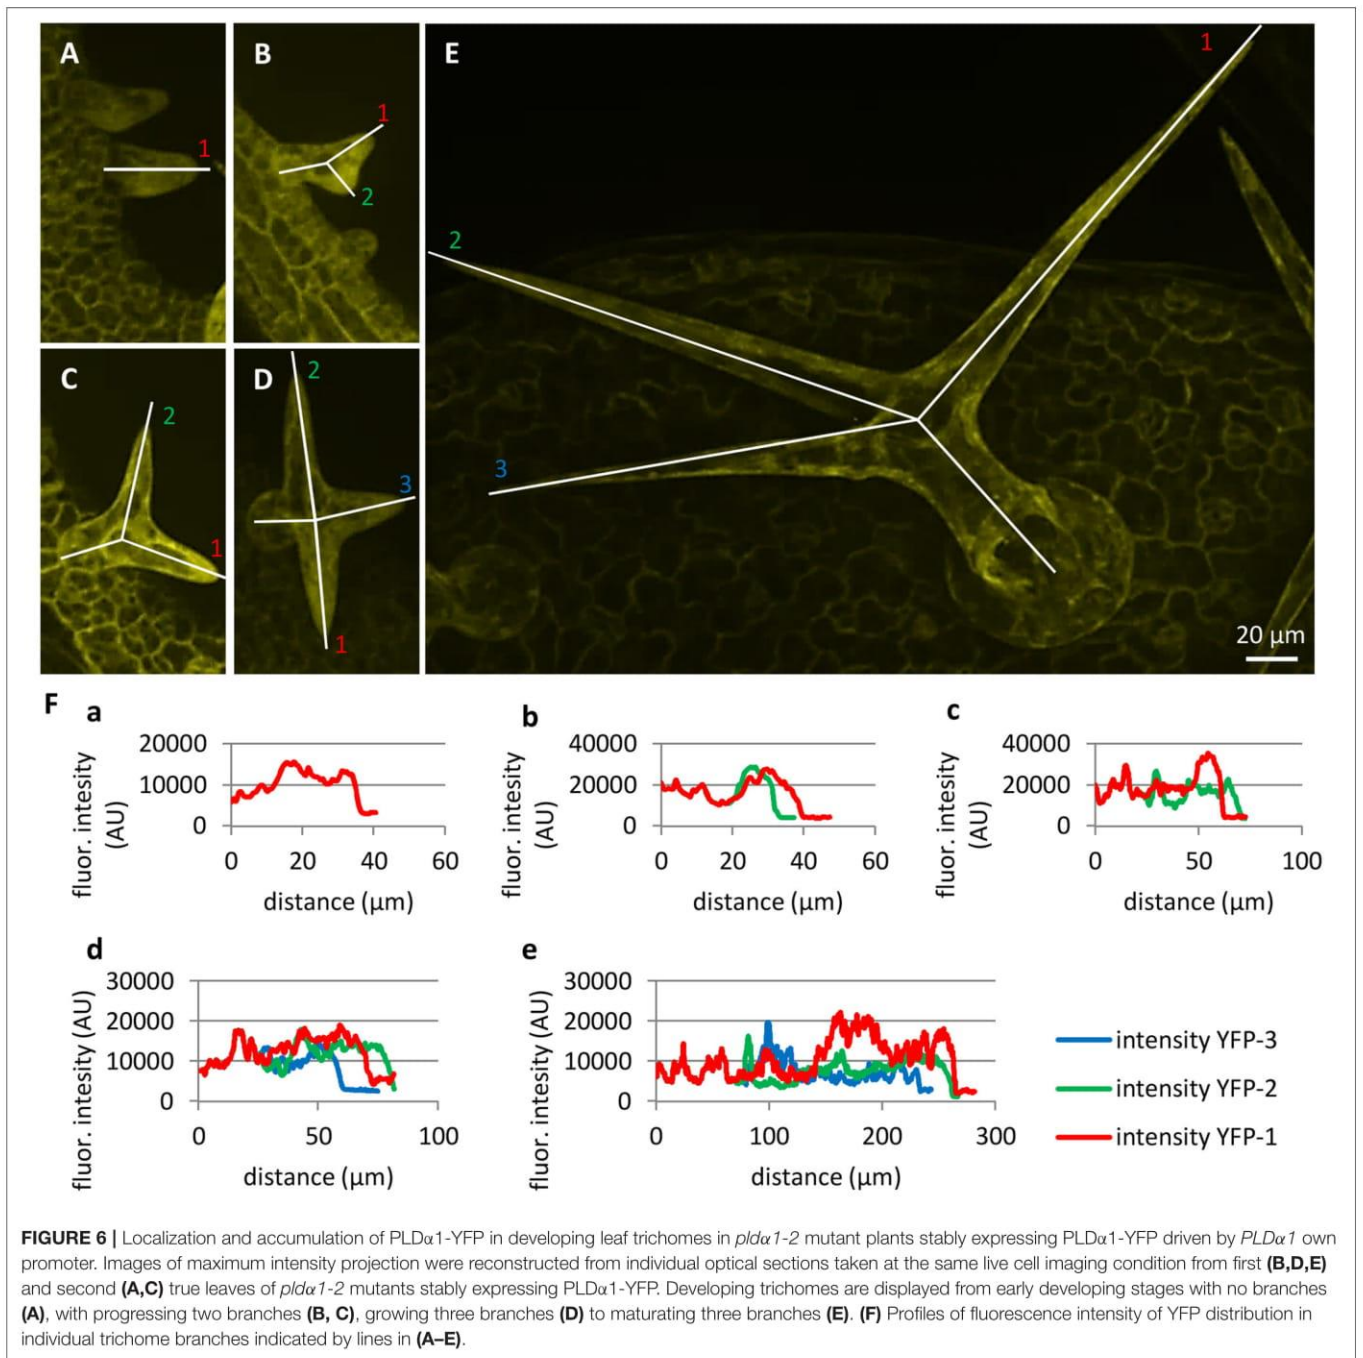 A
1
B
1
2
E
1
2
3
20 µm
C
2
1
D
2
3
1
F
a
fluor. intesity
(AU)
20000
10000
0
0 20 40 60
distance (µm)
b
fluor. intesity
(AU)
40000
20000
0
0 20 40 60
distance (µm)
c
fluor. intesity
(AU)
40000
20000
0
0 50 100
distance (µm)
d
fluor. intesity (AU)
30000
20000
10000
0
0 50 100
distance (µm)
e
fluor. intesity (AU)
30000
20000
10000
0
0 100 200 300
distance (µm)
intensity YFP-3
intensity YFP-2
intensity YFP-1
FIGURE 6 | Localization and accumulation of PLDα1-YFP in developing leaf trichomes in pldα1-2 mutant plants stably expressing PLDα1-YFP driven by PLDα1 own
promoter. Images of maximum intensity projection were reconstructed from individual optical sections taken at the same live cell imaging condition from first (B,D,E)
and second (A,C) true leaves of pldα1-2 mutants stably expressing PLDα1-YFP. Developing trichomes are displayed from early developing stages with no branches
(A), with progressing two branches (B, C), growing three branches (D) to maturating three branches (E). (F) Profiles of fluorescence intensity of YFP distribution in
individual trichome branches indicated by lines in (A–E).